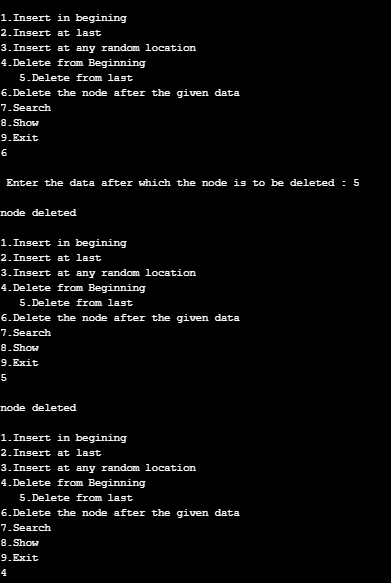 1.Insert in begining
2.Insert at last
3.Insert at any random location
4.Delete from Beginning
5.Delete from last
6.Delete the node after the given data
7.Search
8.Show
9.Exit
6
Enter the data after which the node is to be deleted : 5
node deleted
1.Insert in begining
2.Insert at last
3.Insert at any random location
4.Delete from Beginning
5.Delete from last
6.Delete the node after the given data
7.Search
8.Show
9.Exit
5
node deleted
1.Insert in begining
2.Insert at last
3.Insert at any random location
4.Delete from Beginning
5.Delete from last
6.Delete the node after the given data
7.Search
8.Show
9.Exit
4